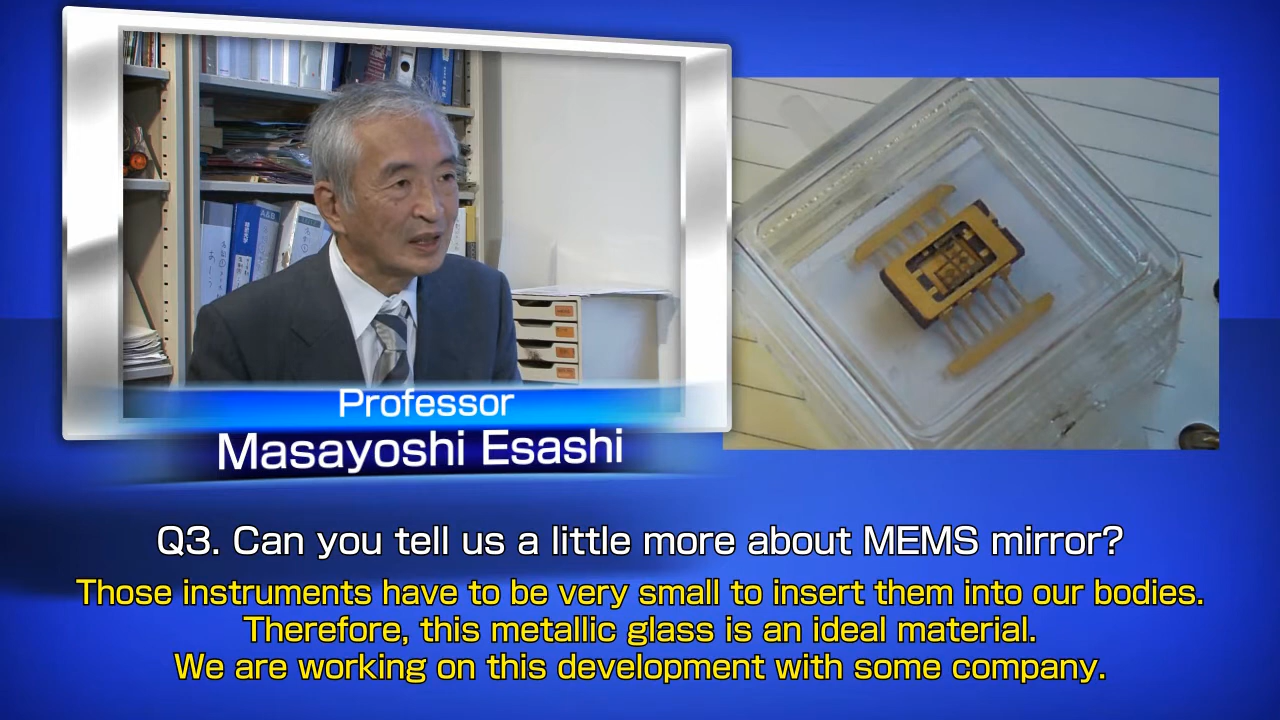 Professor
Masayoshi Esashi
Q3. Can you tell us a little more about MEMS mirror?
Those instruments have to be very small to insert them into our bodies.
Therefore, this metallic glass is an ideal material.
We are working on this development with some company.